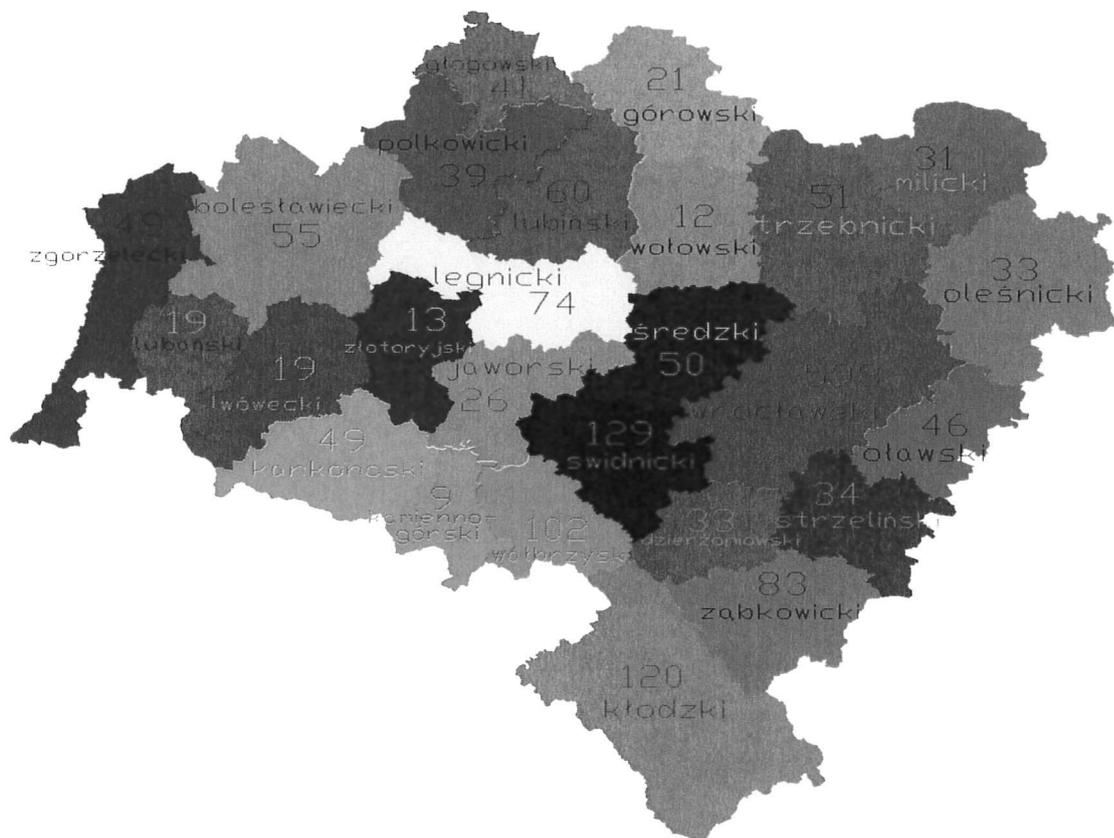 głogowski
41
21
górowski
polkowicki
39
60
lubiński
31
milicki
51
trzebnicki
12
wołowski
bolesławiecki
55
zgorzelecki
33
oleśnicki
legnicki
74
19
lubański
13
złotoryjski
średzki
50
19
lwówecki
jaworski
26
wrocławski
49
karkonoski
129
świdnicki
46
oławski
9
kamienno-
górski
102
wałbrzyski
33
dzierżoniowski
34
strzeliński
83
ząbkowicki
120
kłodzki